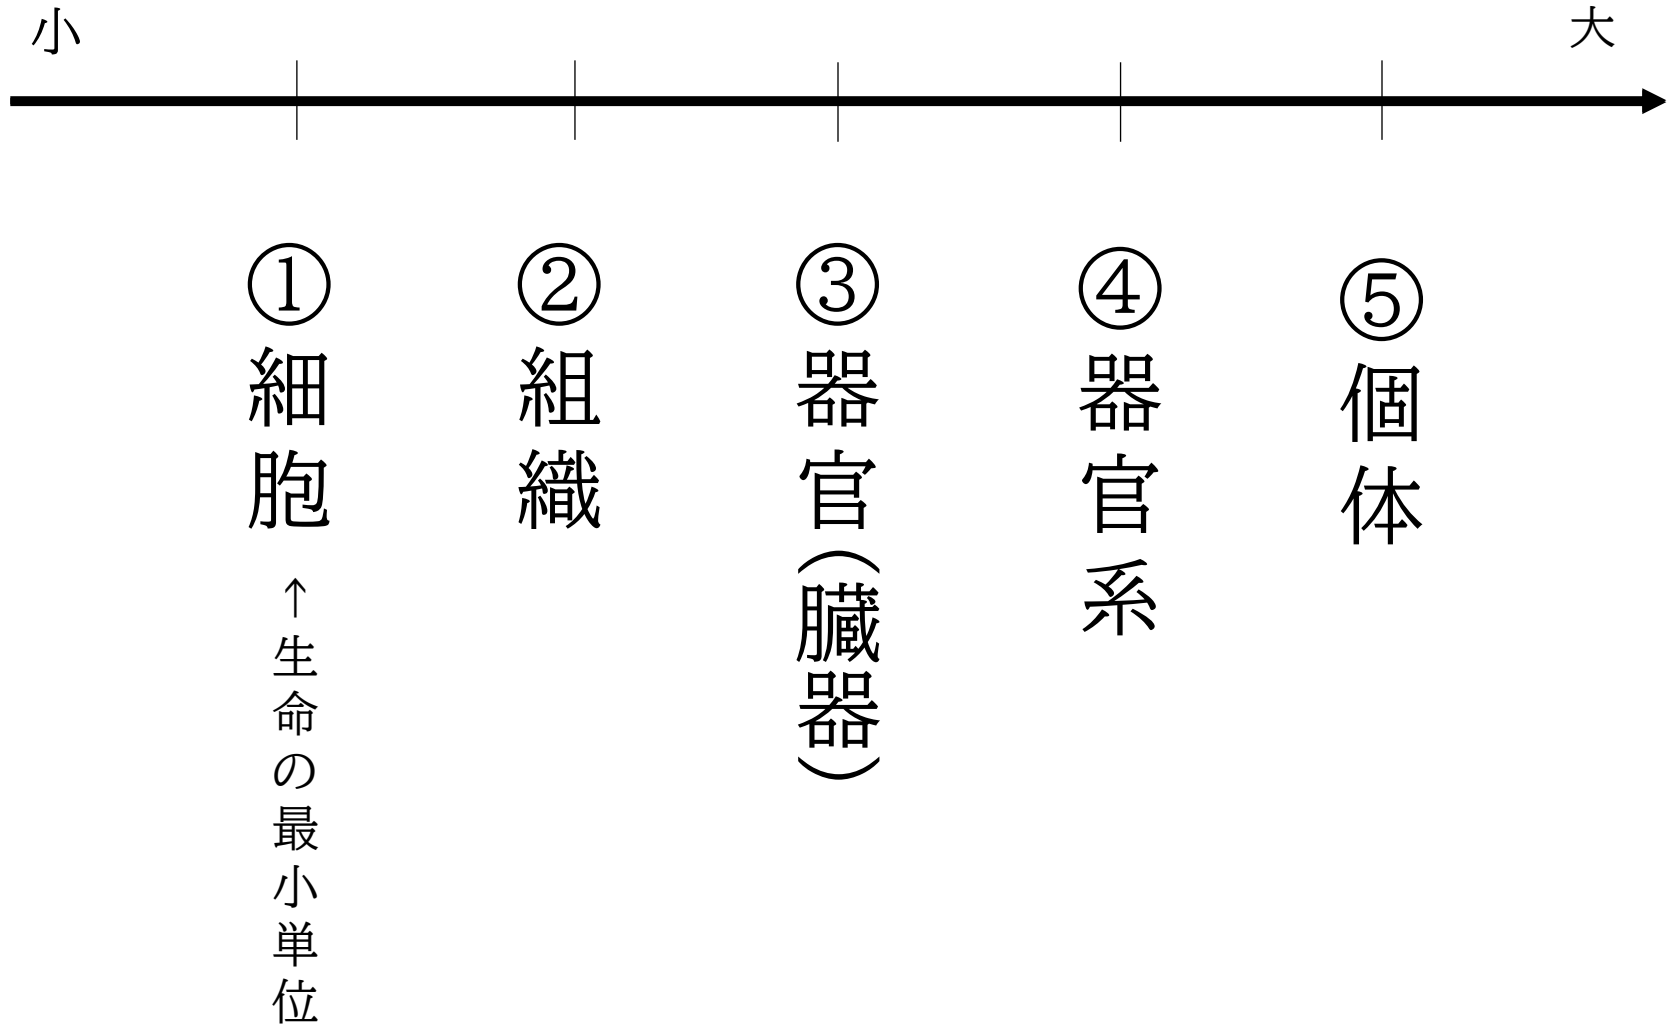 小
大
①細胞 ←生命の最小単位
②組織
③器官(臓器)
④器官系
⑤個体